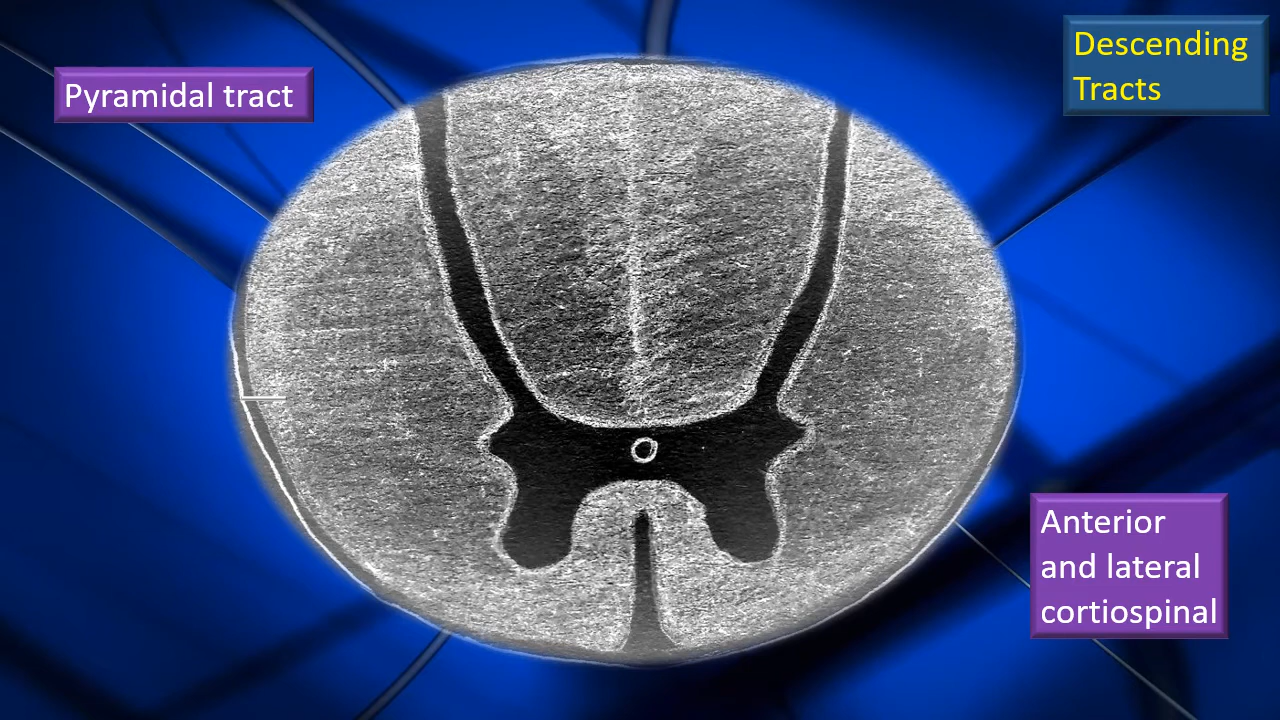 Pyramidal tract
Descending
Tracts
Anterior
and lateral
cortiospinal